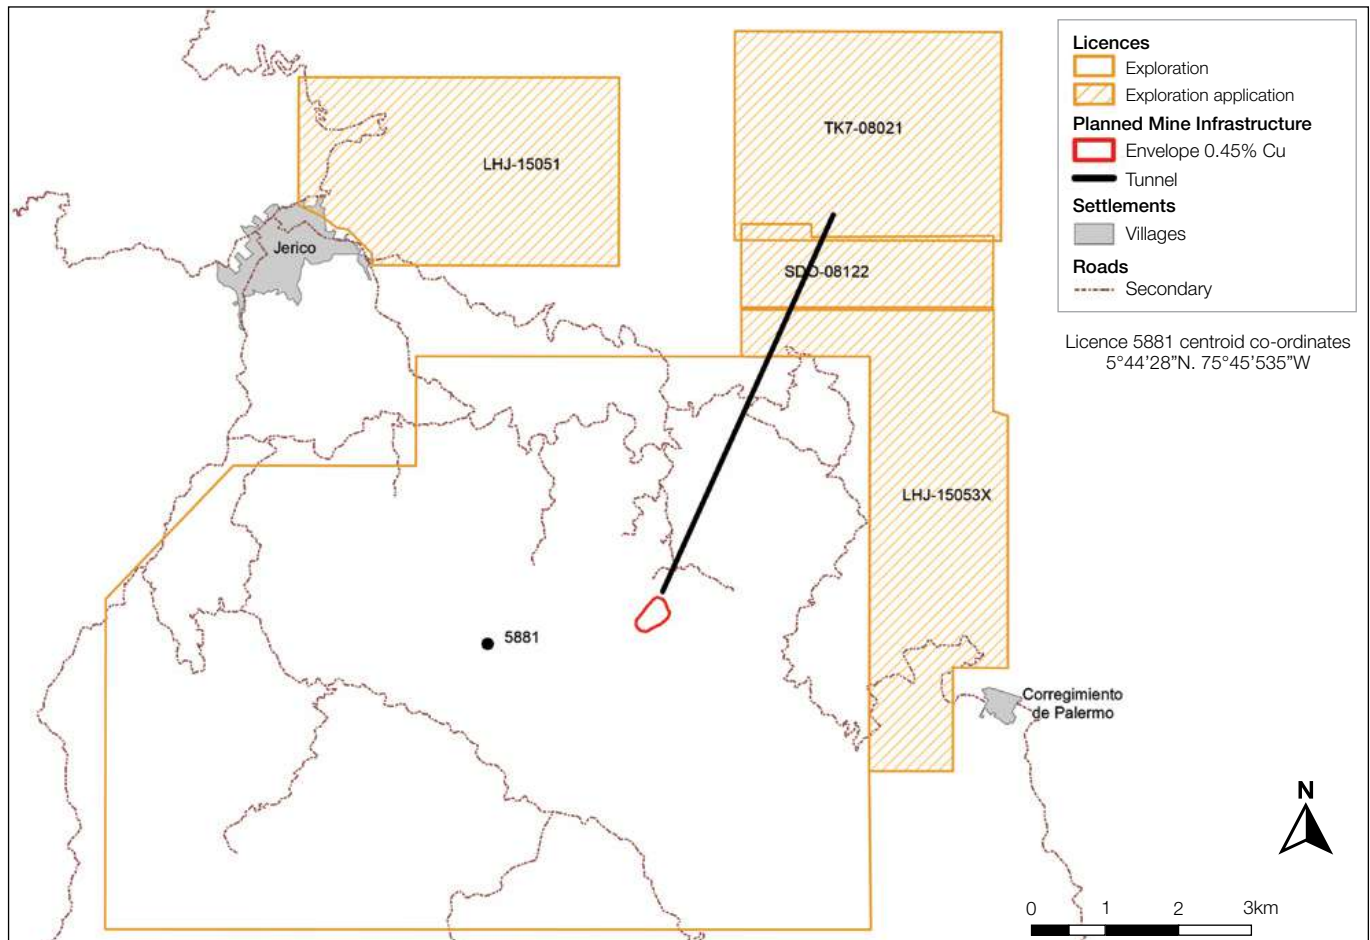 Licences
Exploration
Exploration application
Planned Mine Infrastructure
Envelope 0.45% Cu
Tunnel
Settlements
Villages
Roads
Secondary
Licence 5881 centroid co-ordinates
5°44'28"N. 75°45'535"W
TK7-08021
LHJ-15051
Jerico
SDO-08122
LHJ-15053X
5881
Corregimiento
de Palermo
N
0 1 2 3km